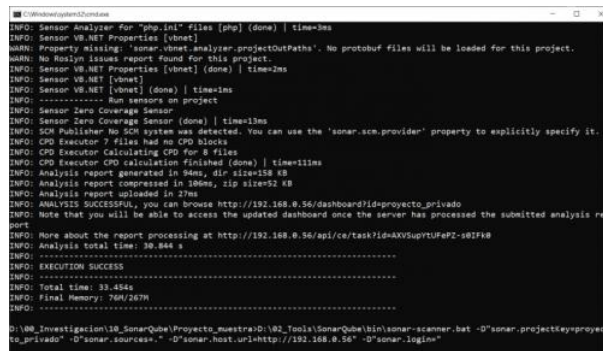 C:\Windows\system32\cmd.exe
INFO: Sensor Analyzer for "php.ini" files [php] (done) | time=3ms
INFO: Sensor VB.NET Properties [vbnet]
WARN: Property missing: 'sonar.vbnet.analyzer.projectOutPaths'. No protobuf files will be loaded for this project.
WARN: No Roslyn issues report found for this project.
INFO: Sensor VB.NET Properties [vbnet] (done) | time=2ms
INFO: Sensor VB.NET [vbnet]
INFO: Sensor VB.NET [vbnet] (done) | time=1ms
INFO: ------------- Run sensors on project
INFO: Sensor Zero Coverage Sensor
INFO: Sensor Zero Coverage Sensor (done) | time=13ms
INFO: SCM Publisher No SCM system was detected. You can use the 'sonar.scm.provider' property to explicitly specify it.
INFO: CPD Executor 7 files had no CPD blocks
INFO: CPD Executor Calculating CPD for 8 files
INFO: CPD Executor CPD calculation finished (done) | time=111ms
INFO: Analysis report generated in 94ms, dir size=158 KB
INFO: Analysis report compressed in 106ms, zip size=52 KB
INFO: Analysis report uploaded in 27ms
INFO: ANALYSIS SUCCESSFUL, you can browse http://192.168.0.56/dashboard?id=proyecto_privado
INFO: Note that you will be able to access the updated dashboard once the server has processed the submitted analysis re
port
INFO: More about the report processing at http://192.168.0.56/api/ce/task?id=AXVSupYtUFePZ-s0IFk0
INFO: Analysis total time: 30.844 s
INFO: ------------------------------------------------------------------------
INFO: EXECUTION SUCCESS
INFO: ------------------------------------------------------------------------
INFO: Total time: 33.454s
INFO: Final Memory: 76M/267M
INFO: ------------------------------------------------------------------------
D:\00_Investigacion\10_SonarQube\Proyecto_muestra>D:\02_Tools\SonarQube\bin\sonar-scanner.bat -D"sonar.projectKey=proyec
to_privado" -D"sonar.sources=." -D"sonar.host.url=http://192.168.0.56" -D"sonar.login="